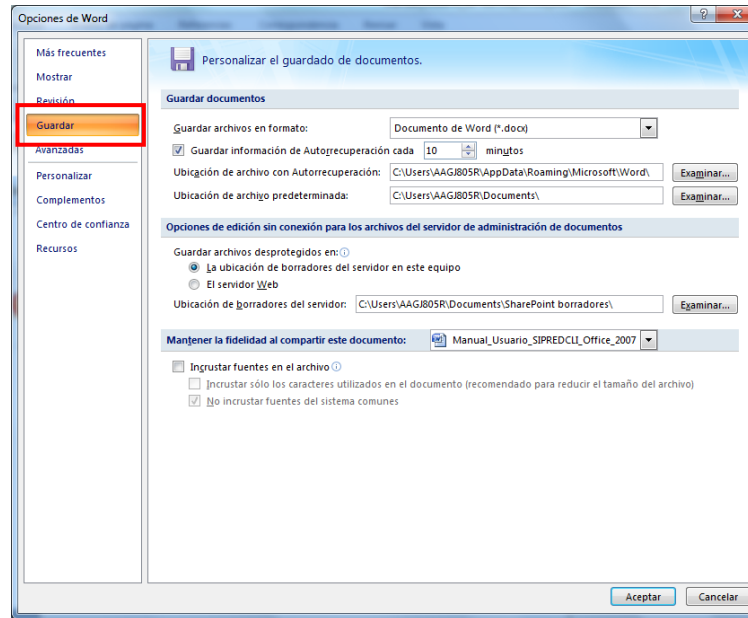 Opciones de Word
Más frecuentes
Mostrar
Revisión
Guardar
Avanzadas
Personalizar
Complementos
Centro de confianza
Recursos
Personalizar el guardado de documentos.
Guardar documentos
Guardar archivos en formato: Documento de Word (*.docx)
Guardar información de Autorrecuperación cada 10 minutos
Ubicación de archivo con Autorrecuperación: C:\Users\AAGJ805R\AppData\Roaming\Microsoft\Word\ Examinar...
Ubicación de archivo predeterminada: C:\Users\AAGJ805R\Documents\ Examinar...
Opciones de edición sin conexión para los archivos del servidor de administración de documentos
Guardar archivos desprotegidos en:
La ubicación de borradores del servidor en este equipo
El servidor Web
Ubicación de borradores del servidor: C:\Users\AAGJ805R\Documents\SharePoint borradores\ Examinar...
Mantener la fidelidad al compartir este documento: Manual_Usuario_SIPREDCLI_Office_2007
Incrustar fuentes en el archivo
Incrustar sólo los caracteres utilizados en el documento (recomendado para reducir el tamaño del archivo)
No incrustar fuentes del sistema comunes
Aceptar Cancelar